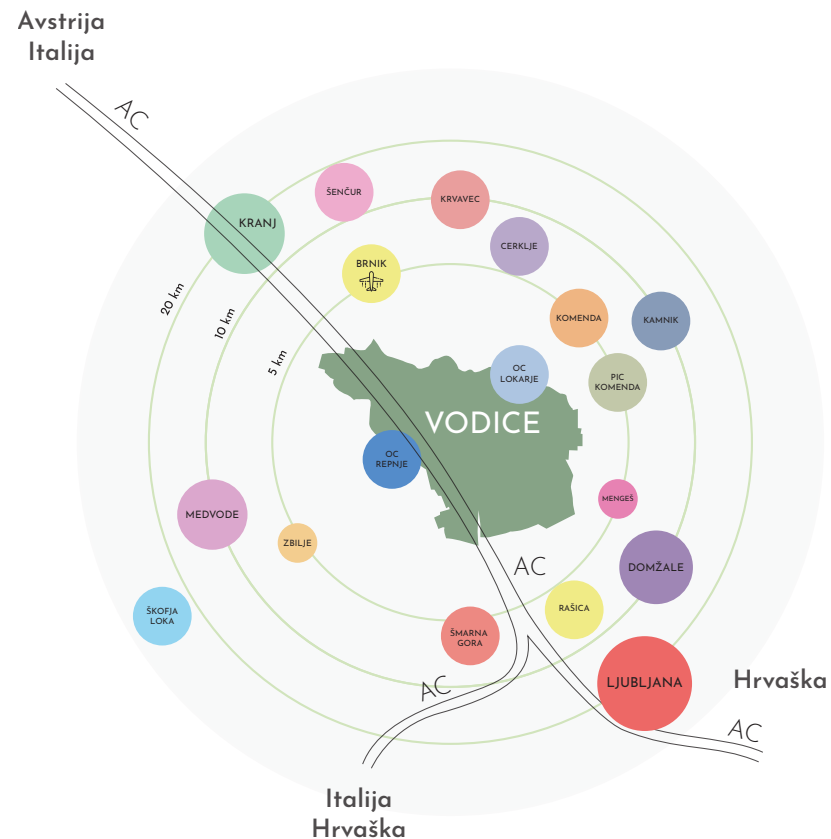 Avstrija
Italija
AC
ŠENČUR
KRVAVEC
KRANJ
CERKLJE
BRNIK
20 km
10 km
5 km
KOMENDA
KAMNIK
OC
LOKARJE
PIC
KOMENDA
VODICE
OC
REPNJE
MENGEŠ
MEDVODE
ZBILJE
AC
DOMŽALE
RAŠICA
ŠKOFJA
LOKA
ŠMARNA
GORA
LJUBLJANA
Hrvaška
AC
AC
Italija
Hrvaška